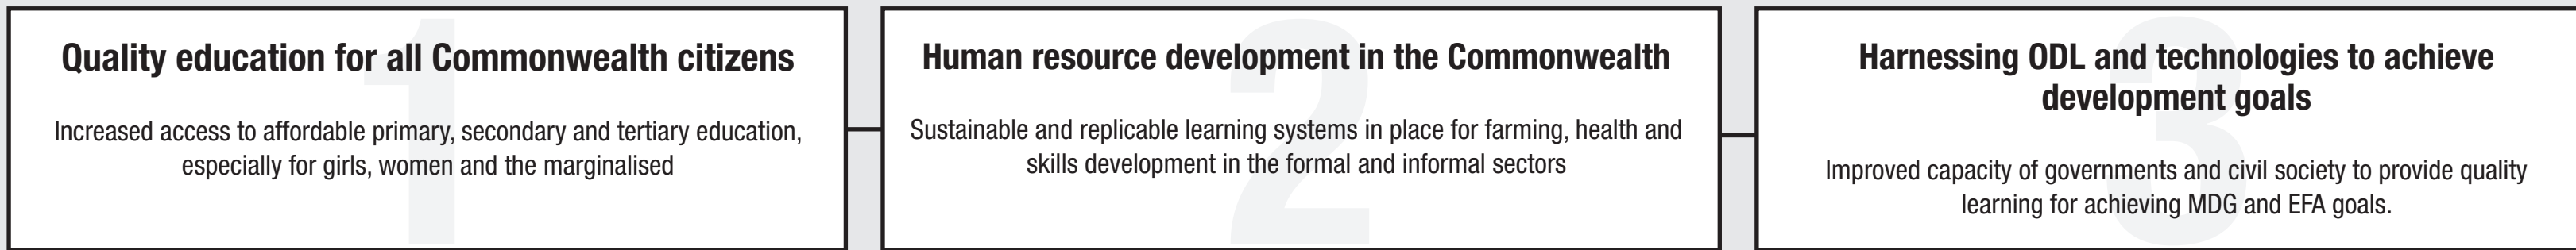 1
Quality education for all Commonwealth citizens
Increased access to affordable primary, secondary and tertiary education,
especially for girls, women and the marginalised
2
Human resource development in the Commonwealth
Sustainable and replicable learning systems in place for farming, health and
skills development in the formal and informal sectors
3
Harnessing ODL and technologies to achieve
development goals
Improved capacity of governments and civil society to provide quality
learning for achieving MDG and EFA goals.